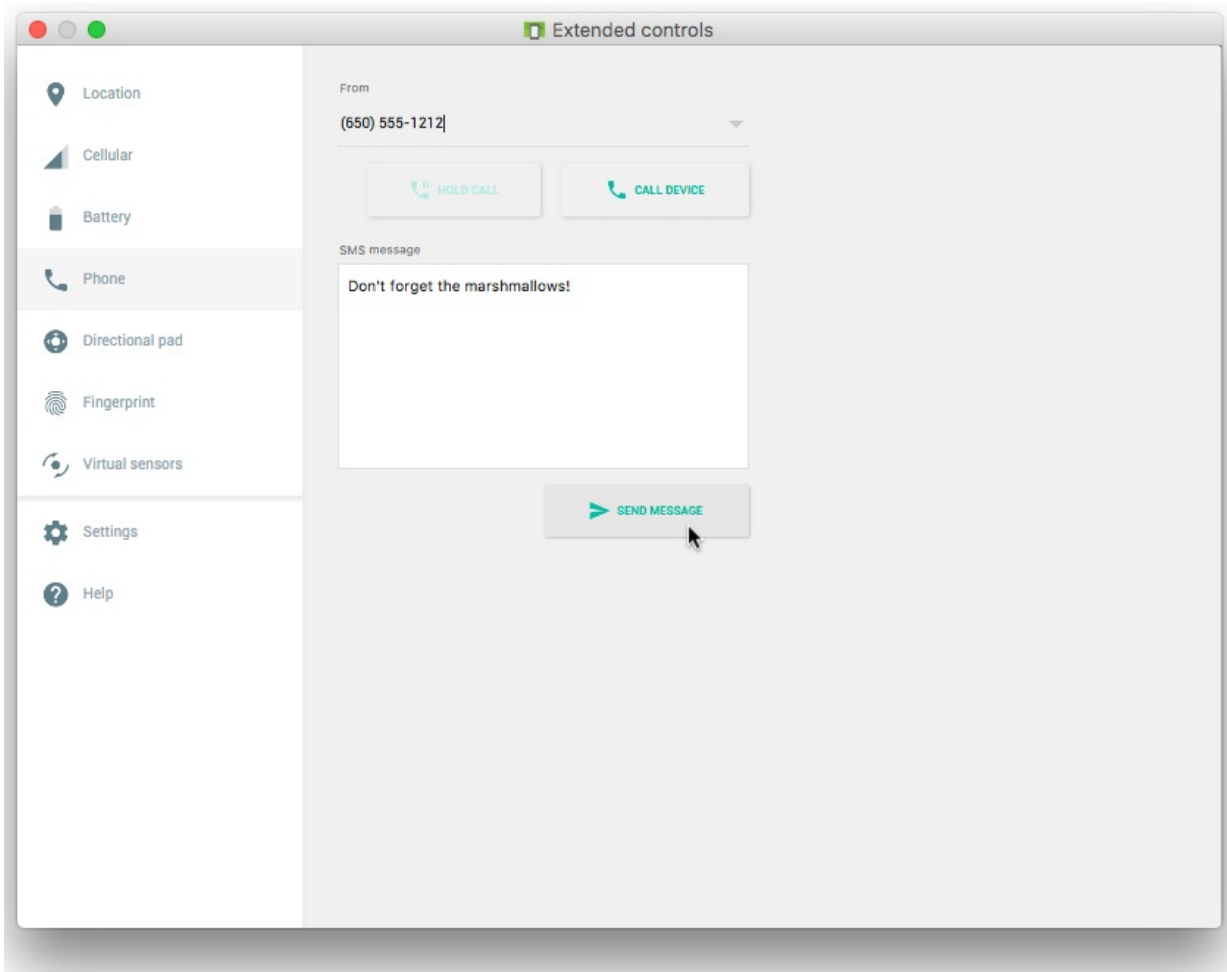 Extended controls
Location
Cellular
Battery
Phone
Directional pad
Fingerprint
Virtual sensors
Settings
Help
From
(650) 555-1212
HOLD CALL
CALL DEVICE
SMS message
Don't forget the marshmallows!
SEND MESSAGE